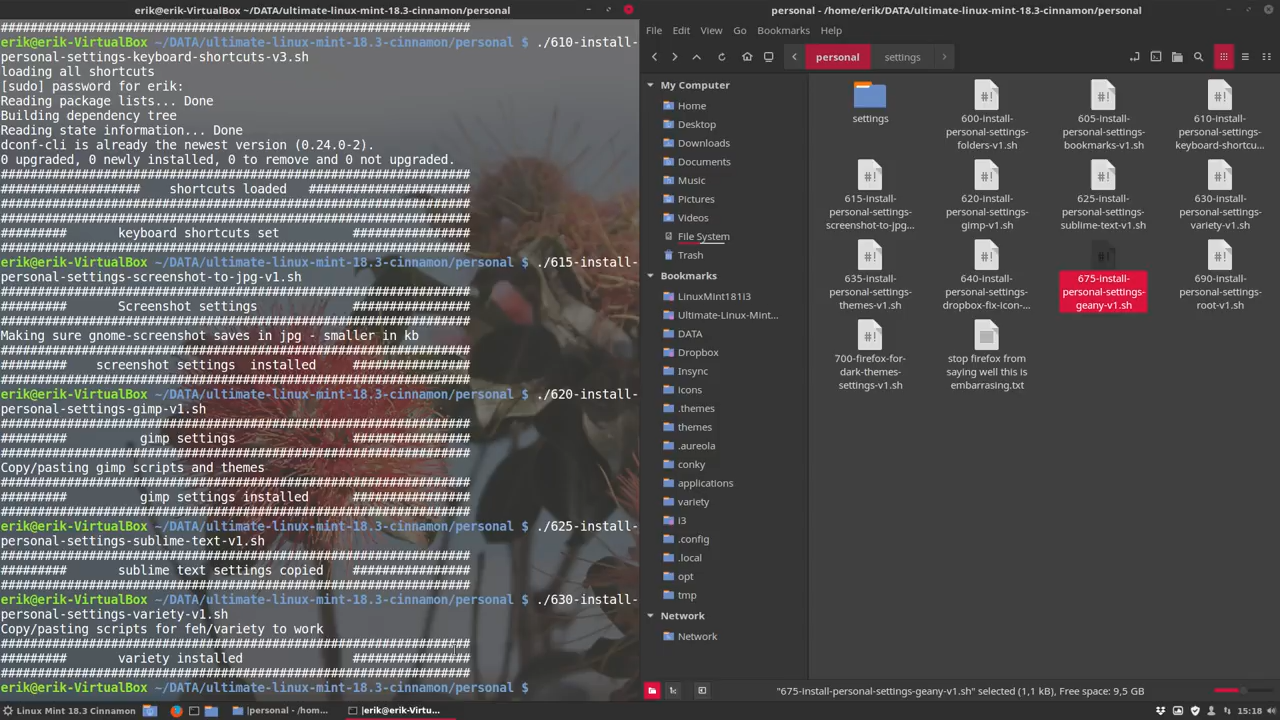 erik@erik-VirtualBox ~/DATA/ultimate-linux-mint-18.3-cinnamon/personal
################################################################
erik@erik-VirtualBox ~/DATA/ultimate-linux-mint-18.3-cinnamon/personal $ ./610-install-
personal-settings-keyboard-shortcuts-v3.sh
loading all shortcuts
[sudo] password for erik:
Reading package lists... Done
Building dependency tree
Reading state information... Done
dconf-cli is already the newest version (0.24.0-2).
0 upgraded, 0 newly installed, 0 to remove and 0 not upgraded.
################################################################
###################    shortcuts loaded   ######################
################################################################
################################################################
#########       keyboard shortcuts set          ################
################################################################
erik@erik-VirtualBox ~/DATA/ultimate-linux-mint-18.3-cinnamon/personal $ ./615-install-
personal-settings-screenshot-to-jpg-v1.sh
################################################################
#########       Screenshot settings             ################
################################################################
Making sure gnome-screenshot saves in jpg - smaller in kb
################################################################
#########    screenshot settings  installed     ################
################################################################
erik@erik-VirtualBox ~/DATA/ultimate-linux-mint-18.3-cinnamon/personal $ ./620-install-
personal-settings-gimp-v1.sh
################################################################
#########          gimp settings                ################
################################################################
Copy/pasting gimp scripts and themes
################################################################
#########          gimp settings installed      ################
################################################################
erik@erik-VirtualBox ~/DATA/ultimate-linux-mint-18.3-cinnamon/personal $ ./625-install-
personal-settings-sublime-text-v1.sh
################################################################
#########       sublime text settings copied    ################
################################################################
erik@erik-VirtualBox ~/DATA/ultimate-linux-mint-18.3-cinnamon/personal $ ./630-install-
personal-settings-variety-v1.sh
Copy/pasting scripts for feh/variety to work
################################################################
#########       variety installed               ################
################################################################
erik@erik-VirtualBox ~/DATA/ultimate-linux-mint-18.3-cinnamon/personal $
personal - /home/erik/DATA/ultimate-linux-mint-18.3-cinnamon/personal
File Edit View Go Bookmarks Help
personal settings
My Computer
Home
Desktop
Downloads
Documents
Music
Pictures
Videos
File System
Trash
Bookmarks
LinuxMint181i3
Ultimate-Linux-Mint...
DATA
Dropbox
Insync
icons
.themes
themes
.aureola
conky
applications
variety
i3
.config
.local
opt
tmp
Network
Network
settings
#!
600-install-
personal-settings-
folders-v1.sh
#!
605-install-
personal-settings-
bookmarks-v1.sh
#!
610-install-
personal-settings-
keyboard-shortcu...
#!
615-install-
personal-settings-
screenshot-to-jpg...
#!
620-install-
personal-settings-
gimp-v1.sh
#!
625-install-
personal-settings-
sublime-text-v1.sh
#!
630-install-
personal-settings-
variety-v1.sh
#!
635-install-
personal-settings-
themes-v1.sh
#!
640-install-
personal-settings-
dropbox-fix-icon-...
#!
675-install-
personal-settings-
geany-v1.sh
#!
690-install-
personal-settings-
root-v1.sh
#!
700-firefox-for-
dark-themes-
settings-v1.sh
stop firefox from
saying well this is
embarrasing.txt
"675-install-personal-settings-geany-v1.sh" selected (1,1 kB), Free space: 9,5 GB
Linux Mint 18.3 Cinnamon
|personal - /hom...
|erik@erik-Virtu...
15:18